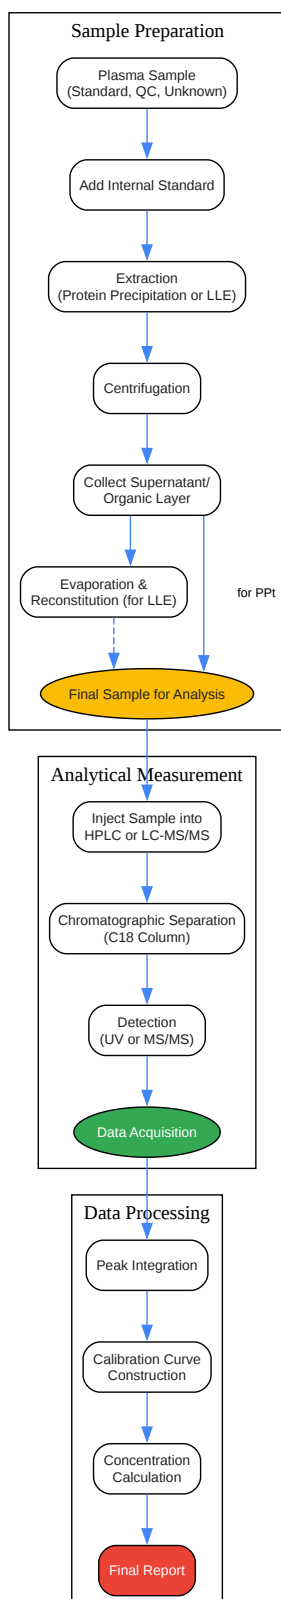 Sample Preparation
Plasma Sample
(Standard, QC, Unknown)
Add Internal Standard
Extraction
(Protein Precipitation or LLE)
Centrifugation
Collect Supernatant/
Organic Layer
Evaporation &
Reconstitution (for LLE)
for PPt
Final Sample for Analysis
Analytical Measurement
Inject Sample into
HPLC or LC-MS/MS
Chromatographic Separation
(C18 Column)
Detection
(UV or MS/MS)
Data Acquisition
Data Processing
Peak Integration
Calibration Curve
Construction
Concentration
Calculation
Final Report